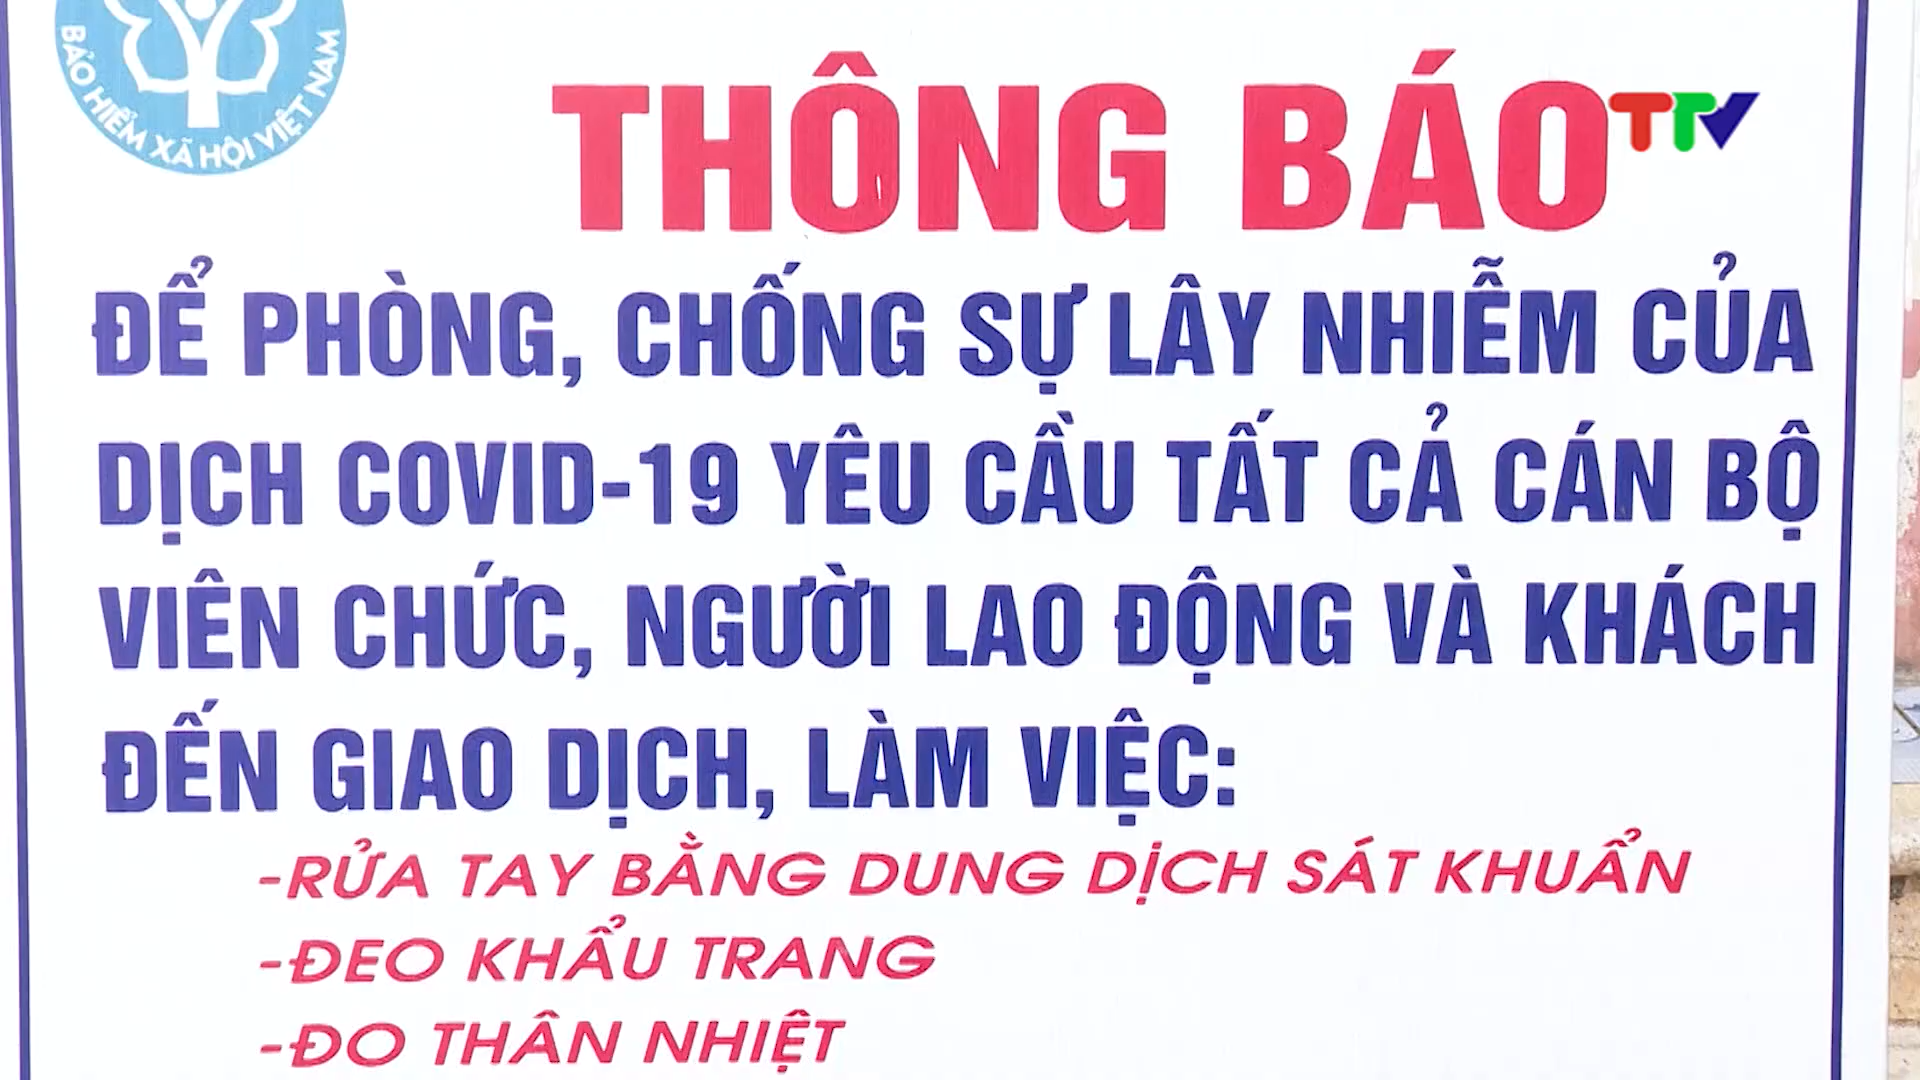 BẢO HIỂM XÃ HỘI VIỆT NAM
THÔNG BÁO
TTV
ĐỂ PHÒNG, CHỐNG SỰ LÂY NHIỄM CỦA
DỊCH COVID-19 YÊU CẦU TẤT CẢ CÁN BỘ
VIÊN CHỨC, NGƯỜI LAO ĐỘNG VÀ KHÁCH
ĐẾN GIAO DỊCH, LÀM VIỆC:
-RỬA TAY BẰNG DUNG DỊCH SÁT KHUẨN
-ĐEO KHẨU TRANG
-ĐO THÂN NHIỆT